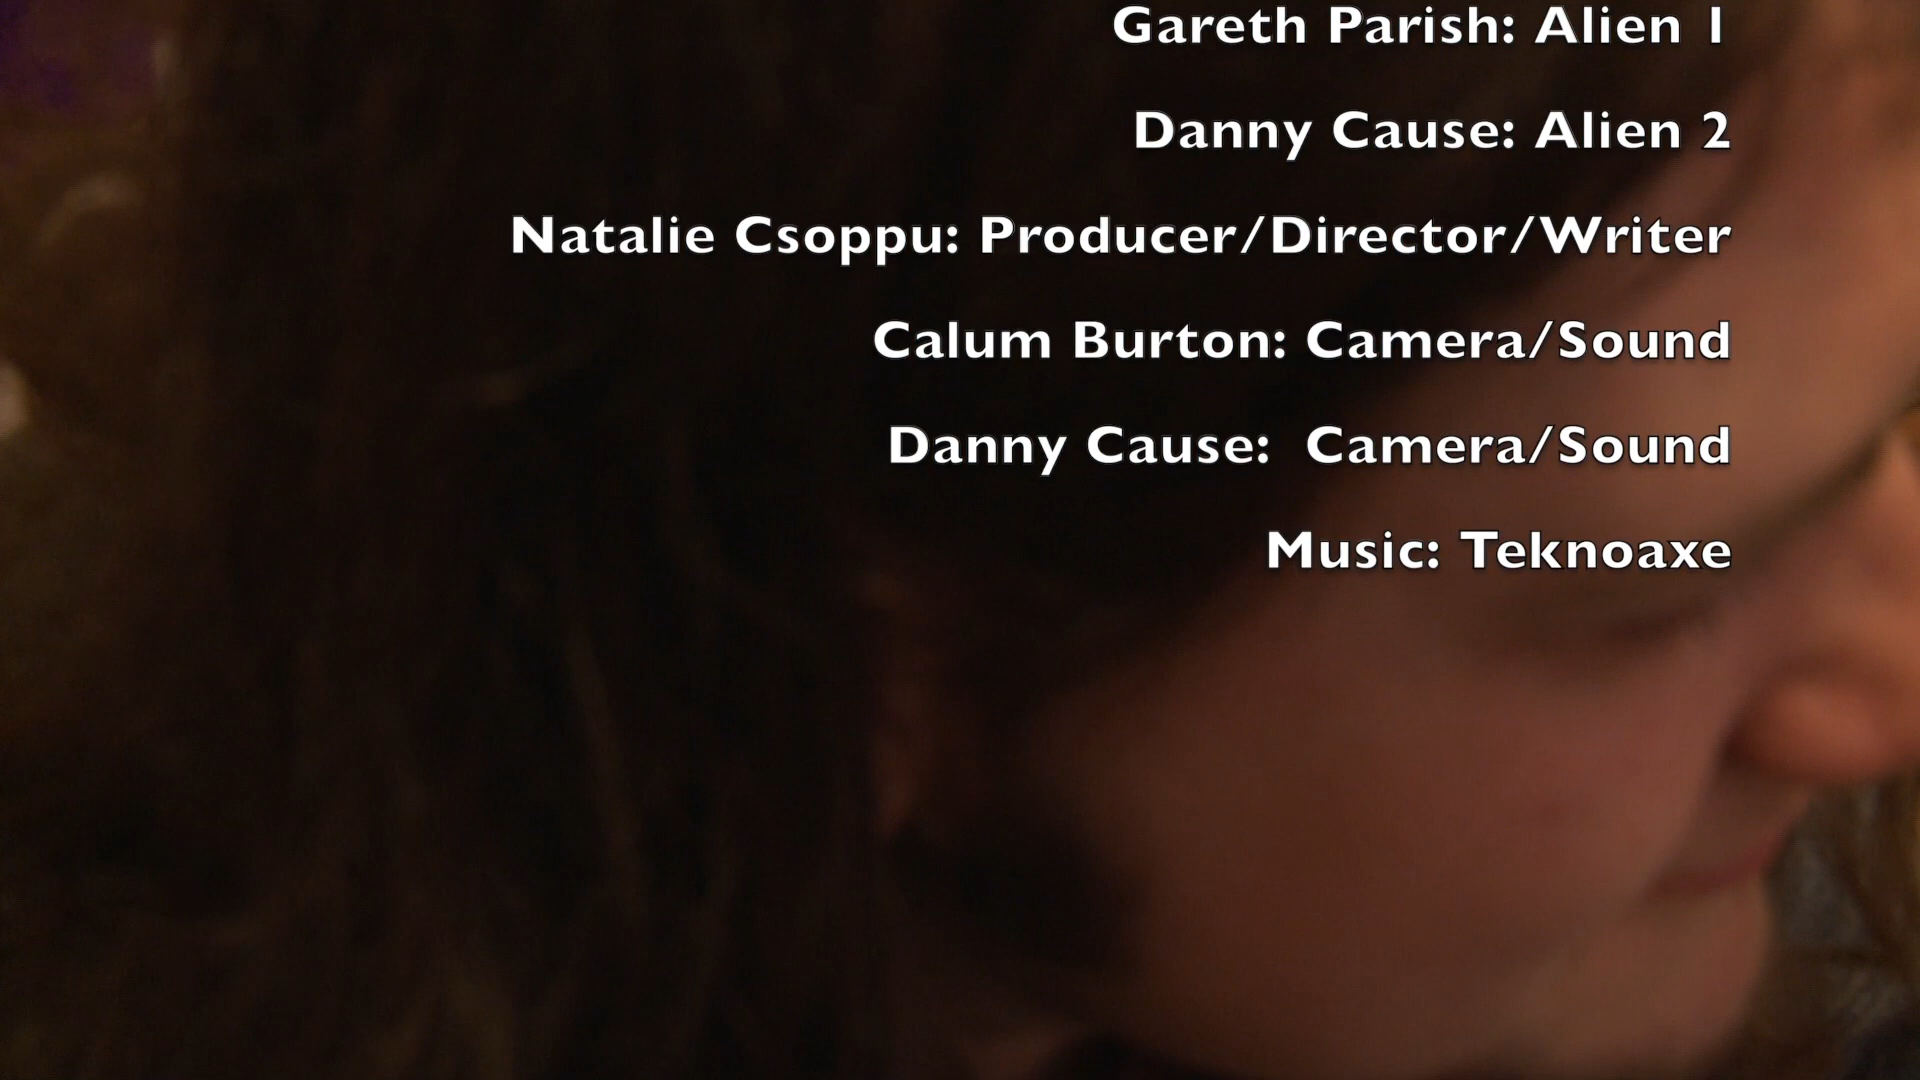 Gareth Parish: Alien 1
Danny Cause: Alien 2
Natalie Csoppu: Producer/Director/Writer
Calum Burton: Camera/Sound
Danny Cause:  Camera/Sound
Music: Teknoaxe